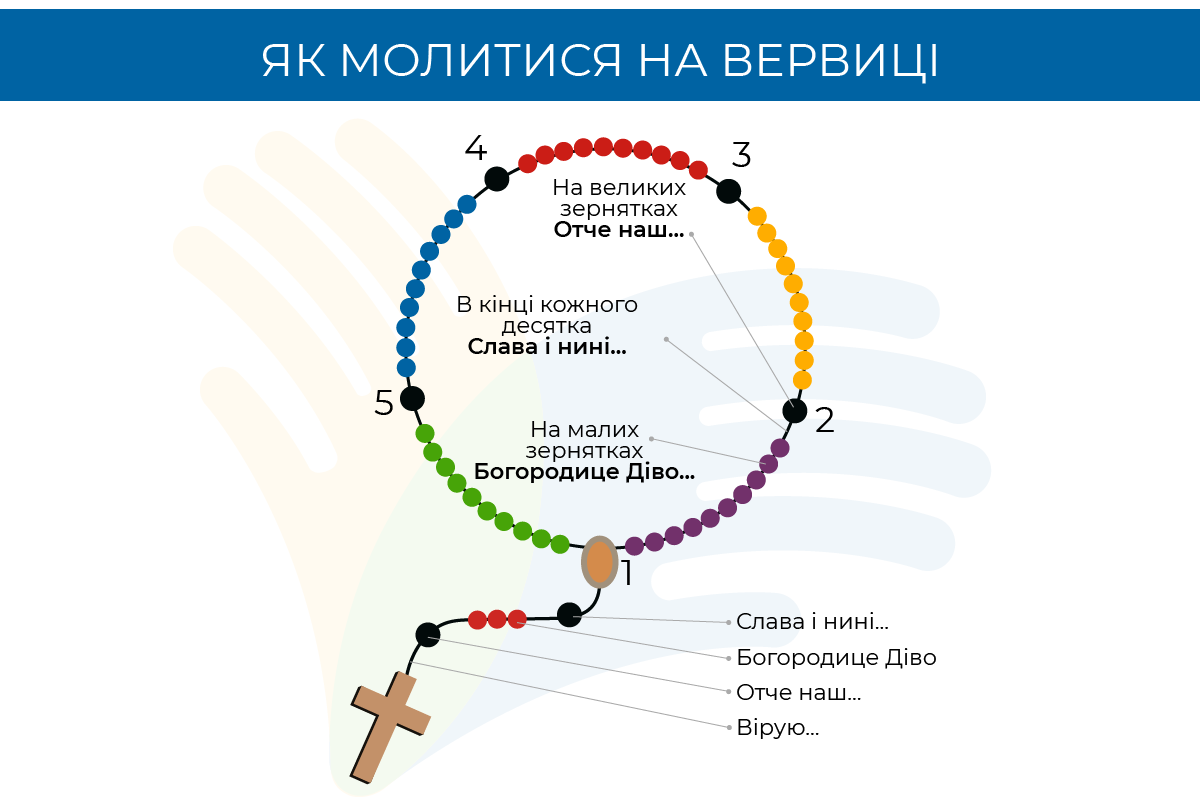 ЯК МОЛИТИСЯ НА ВЕРВИЦІ
4
3
На великих
зернятках
Отче наш...
В кінці кожного
десятка
Слава і нині...
5
2
На малих
зернятках
Богородице Діво...
1
Слава і нині...
Богородице Діво
Отче наш...
Вірую...